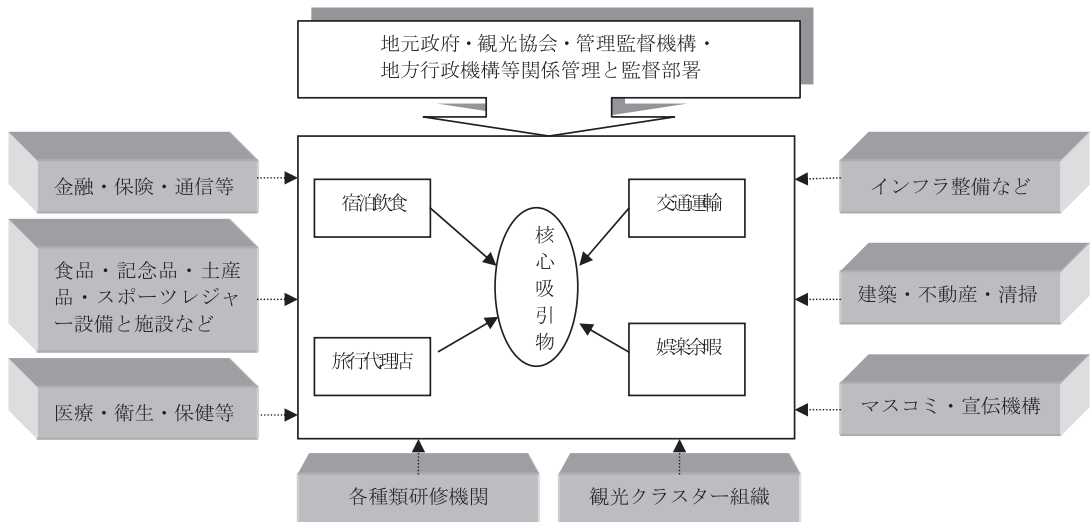 地元政府・観光協会・管理監督機構・
地方行政機構等関係管理と監督部署
金融・保険・通信等
宿泊飲食
交通運輸
インフラ整備など
核
心
吸
引
物
食品・記念品・土産
品・スポーツレジャ
ー設備と施設など
建築・不動産・清掃
旅行代理店
娯楽余暇
医療・衛生・保健等
マスコミ・宣伝機構
各種類研修機関
観光クラスター組織